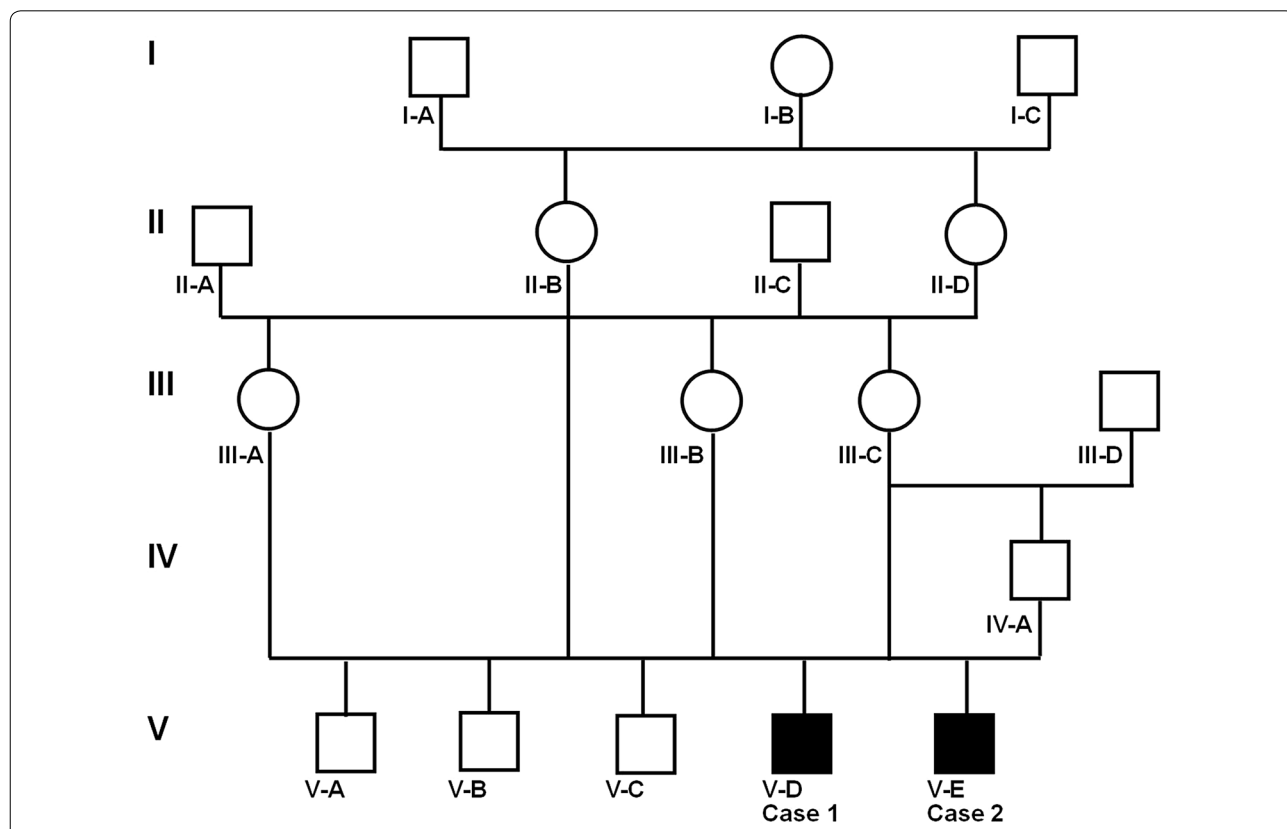 I
I-A
I-B
I-C
II
II-A
II-B
II-C
II-D
III
III-A
III-B
III-C
III-D
IV
IV-A
V
V-A
V-B
V-C
V-D
Case 1
V-E
Case 2